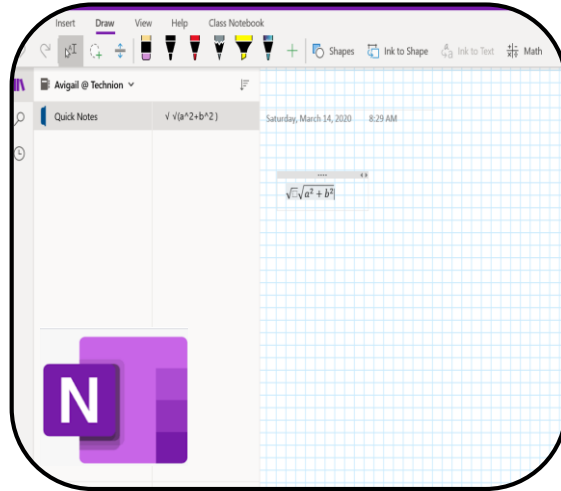 Insert Draw View Help Class Notebook
Shapes Ink to Shape Ink to Text Math
Avigail @ Technion
Quick Notes √ √(a^2+b^2 )
Saturday, March 14, 2020 8:29 AM
√□√a² + b²
N